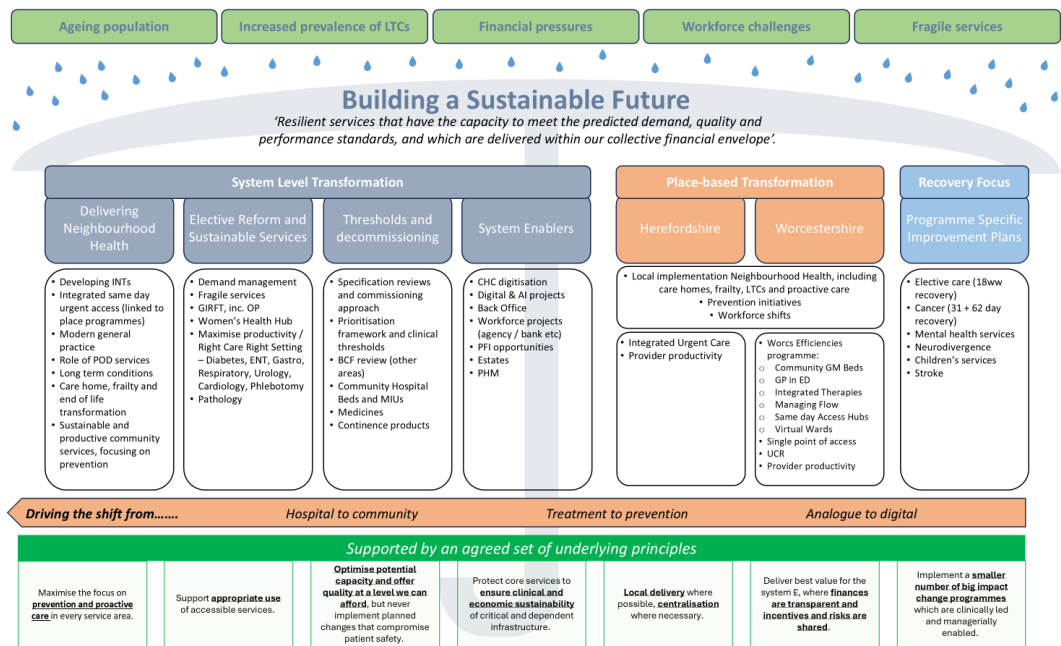 Ageing population
Increased prevalence of LTCs
Financial pressures
Workforce challenges
Fragile services
Building a Sustainable Future
‘Resilient services that have the capacity to meet the predicted demand, quality and
performance standards, and which are delivered within our collective financial envelope’.
System Level Transformation
Delivering
Neighbourhood
Health
• Developing INTs
• Integrated same day
urgent access (linked to
place programmes)
• Modern general
practice
• Role of POD services
• Long term conditions
• Care home, frailty and
end of life
transformation
• Sustainable and
productive community
services, focusing on
prevention
Elective Reform and
Sustainable Services
• Demand management
• Fragile services
• GIRFT, inc. OP
• Women’s Health Hub
• Maximise productivity /
Right Care Right Setting
– Diabetes, ENT, Gastro,
Respiratory, Urology,
Cardiology, Phlebotomy
• Pathology
Thresholds and
decommissioning
• Specification reviews
and commissioning
approach
• Prioritisation
framework and clinical
thresholds
• BCF review (other
areas)
• Community Hospital
Beds and MIUs
• Medicines
• Continence products
System Enablers
• CHC digitisation
• Digital & AI projects
• Back Office
• Workforce projects
(agency / bank etc)
• PFI opportunities
• Estates
• PHM
Place-based Transformation
Herefordshire
Worcestershire
• Local implementation Neighbourhood Health, including
care homes, frailty, LTCs and proactive care
• Prevention initiatives
• Workforce shifts
• Integrated Urgent Care
• Provider productivity
• Worcs Efficiencies
programme:
o Community GM Beds
o GP in ED
o Integrated Therapies
o Managing Flow
o Same day Access Hubs
o Virtual Wards
• Single point of access
• UCR
• Provider productivity
Recovery Focus
Programme Specific
Improvement Plans
• Elective care (18ww
recovery)
• Cancer (31 + 62 day
recovery)
• Mental health services
• Neurodivergence
• Children’s services
• Stroke
Driving the shift from…….
Hospital to community
Treatment to prevention
Analogue to digital
Supported by an agreed set of underlying principles
Maximise the focus on
prevention and proactive
care in every service area.
Support appropriate use
of accessible services.
Optimise potential
capacity and offer
quality at a level we can
afford, but never
implement planned
changes that compromise
patient safety.
Protect core services to
ensure clinical and
economic sustainability
of critical and dependent
infrastructure.
Local delivery where
possible, centralisation
where necessary.
Deliver best value for the
system £, where finances
are transparent and
incentives and risks are
shared.
Implement a smaller
number of big impact
change programmes
which are clinically led
and managerially
enabled.